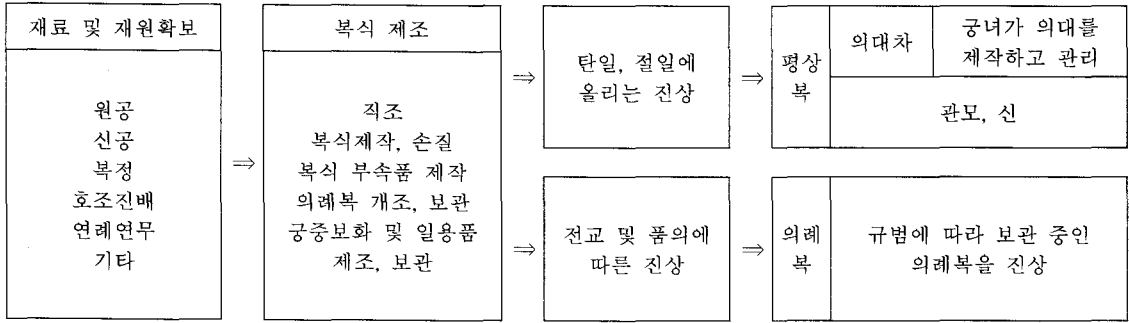 재료 및 재원확보
원공
신공
복정
호조진배
연례연무
기타
⇒
복식 제조
직조
복식제작, 손질
복식 부속품 제작
의례복 개조, 보관
궁중보화 및 일용품
제조, 보관
⇒
탄일, 절일에
올리는 진상
⇒
평상
복
의대차
궁녀가 의대를
제작하고 관리
관모, 신
⇒
전교 및 품의에
따른 진상
⇒
의례
복
규범에 따라 보관 중인
의례복을 진상